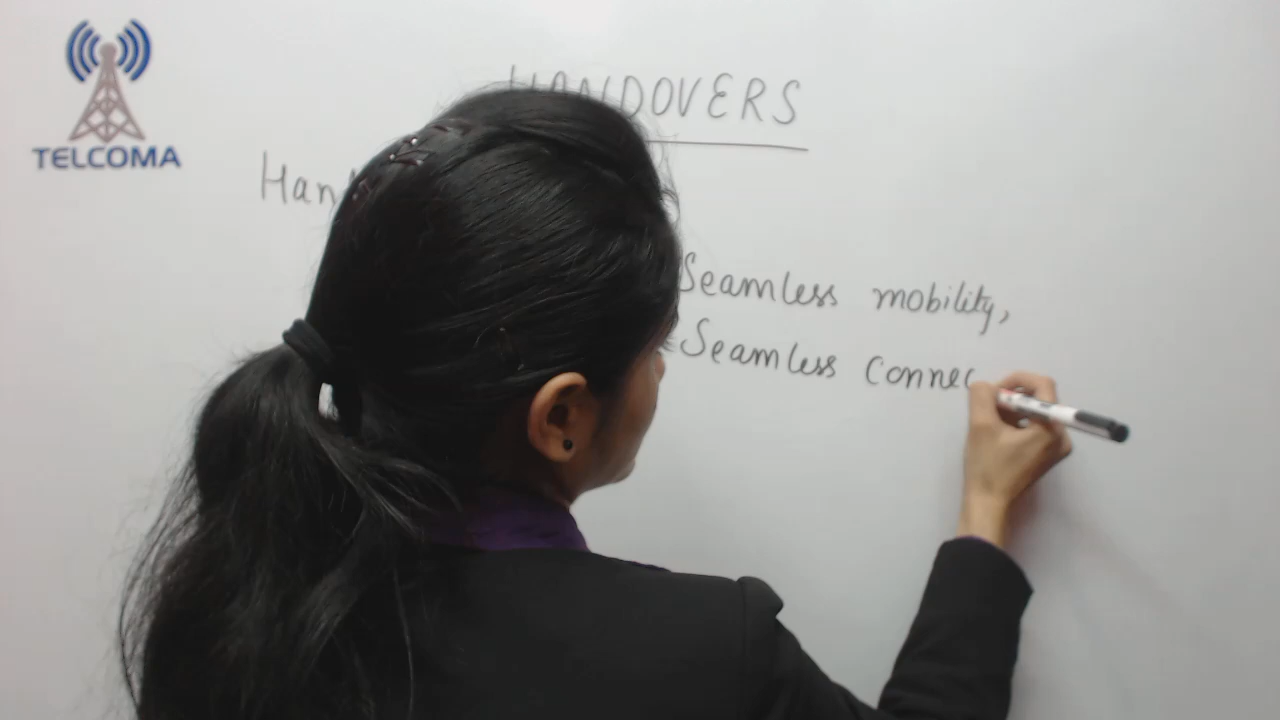 TELCOMA
HANDOVERS
Han
Seamless mobility,
Seamless Connec